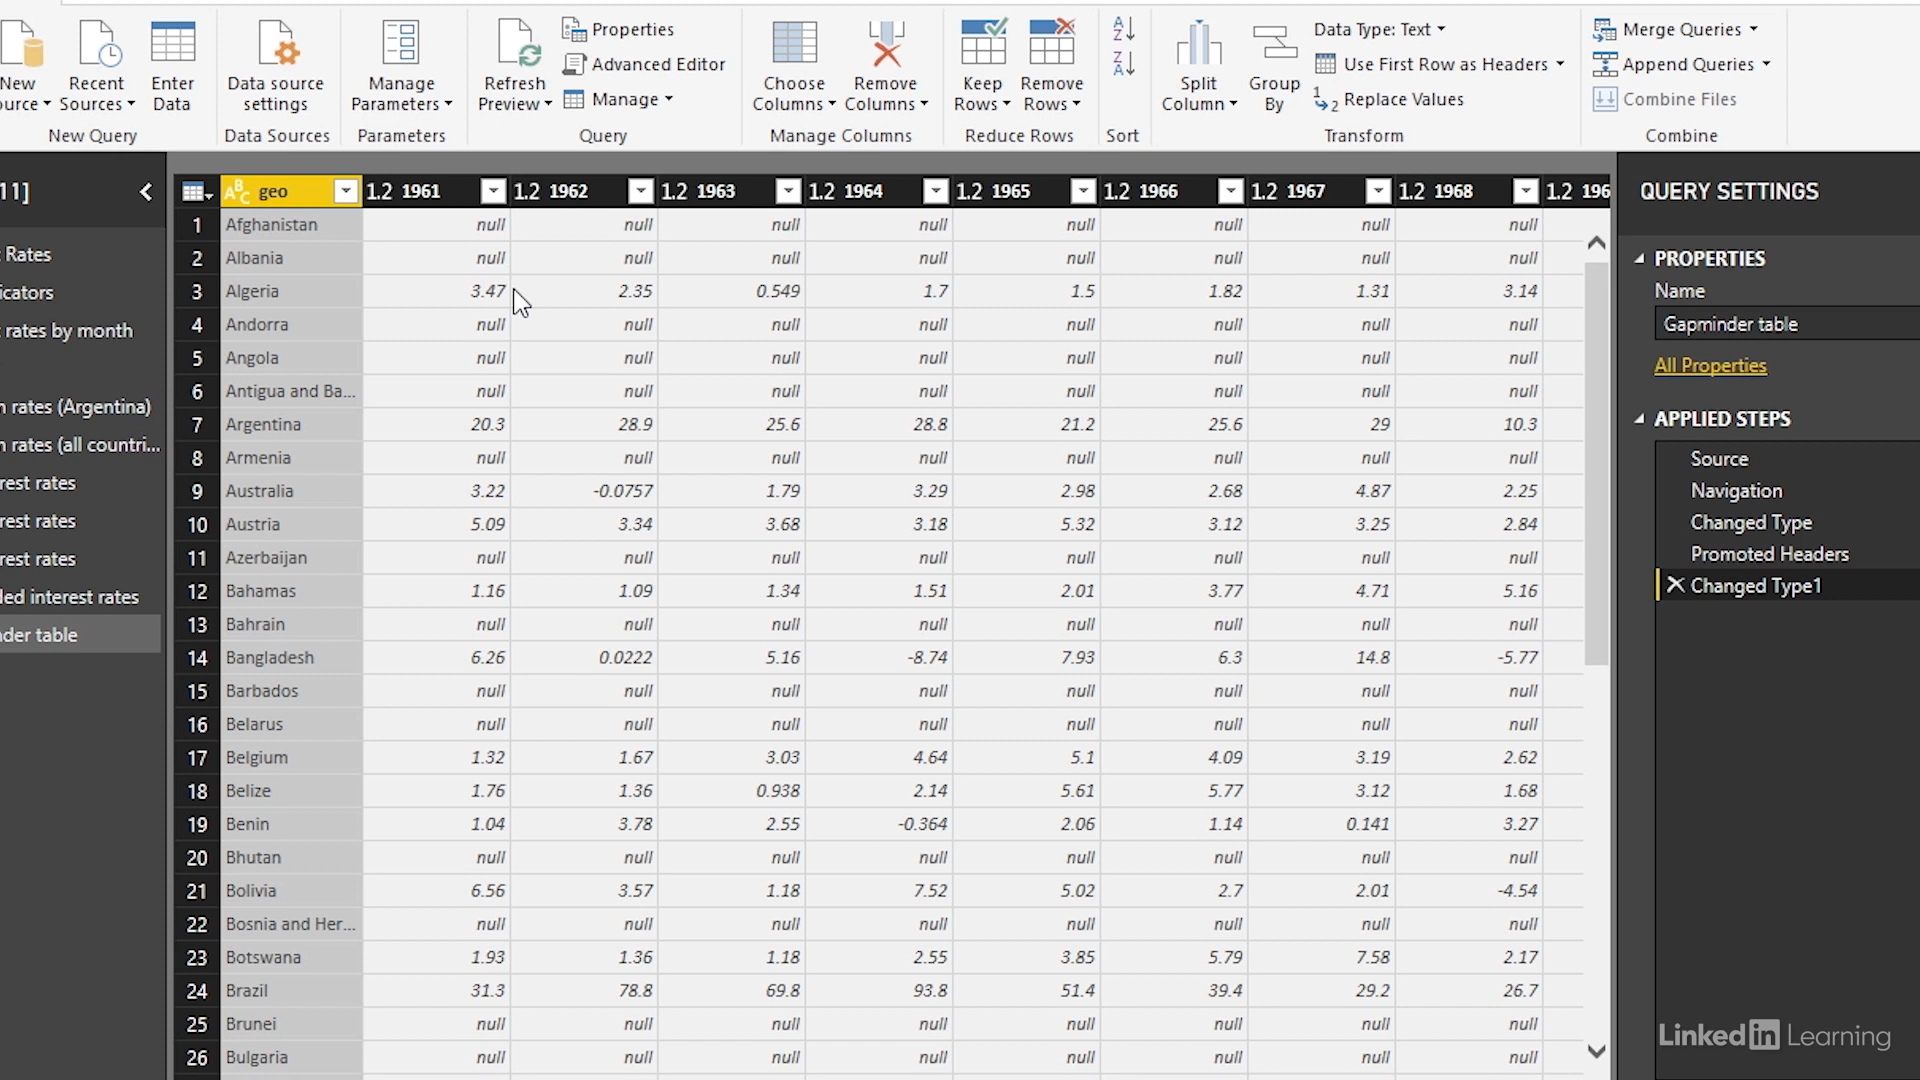 New Source
Recent Sources
Enter Data
New Query
Data source settings
Data Sources
Manage Parameters
Parameters
Refresh Preview
Properties
Advanced Editor
Manage
Query
Choose Columns
Remove Columns
Manage Columns
Keep Rows
Remove Rows
Reduce Rows
Sort
Split Column
Group By
Data Type: Text
Use First Row as Headers
Replace Values
Transform
Merge Queries
Append Queries
Combine Files
Combine
11]
Rates
icators
rates by month
n rates (Argentina)
n rates (all countri...
rest rates
rest rates
rest rates
ded interest rates
nder table
ABC geo 1.2 1961 1.2 1962 1.2 1963 1.2 1964 1.2 1965 1.2 1966 1.2 1967 1.2 1968 1.2 196
1 Afghanistan null null null null null null null null
2 Albania null null null null null null null null
3 Algeria 3.47 2.35 0.549 1.7 1.5 1.82 1.31 3.14
4 Andorra null null null null null null null null
5 Angola null null null null null null null null
6 Antigua and Ba... null null null null null null null null
7 Argentina 20.3 28.9 25.6 28.8 21.2 25.6 29 10.3
8 Armenia null null null null null null null null
9 Australia 3.22 -0.0757 1.79 3.29 2.98 2.68 4.87 2.25
10 Austria 5.09 3.34 3.68 3.18 5.32 3.12 3.25 2.84
11 Azerbaijan null null null null null null null null
12 Bahamas 1.16 1.09 1.34 1.51 2.01 3.77 4.71 5.16
13 Bahrain null null null null null null null null
14 Bangladesh 6.26 0.0222 5.16 -8.74 7.93 6.3 14.8 -5.77
15 Barbados null null null null null null null null
16 Belarus null null null null null null null null
17 Belgium 1.32 1.67 3.03 4.64 5.1 4.09 3.19 2.62
18 Belize 1.76 1.36 0.938 2.14 5.61 5.77 3.12 1.68
19 Benin 1.04 3.78 2.55 -0.364 2.06 1.14 0.141 3.27
20 Bhutan null null null null null null null null
21 Bolivia 6.56 3.57 1.18 7.52 5.02 2.7 2.01 -4.54
22 Bosnia and Her... null null null null null null null null
23 Botswana 1.93 1.36 1.18 2.55 3.85 5.79 7.58 2.17
24 Brazil 31.3 78.8 69.8 93.8 51.4 39.4 29.2 26.7
25 Brunei null null null null null null null null
26 Bulgaria null null null null null null null null
QUERY SETTINGS
PROPERTIES
Name
Gapminder table
All Properties
APPLIED STEPS
Source
Navigation
Changed Type
Promoted Headers
Changed Type1
Linked in Learning